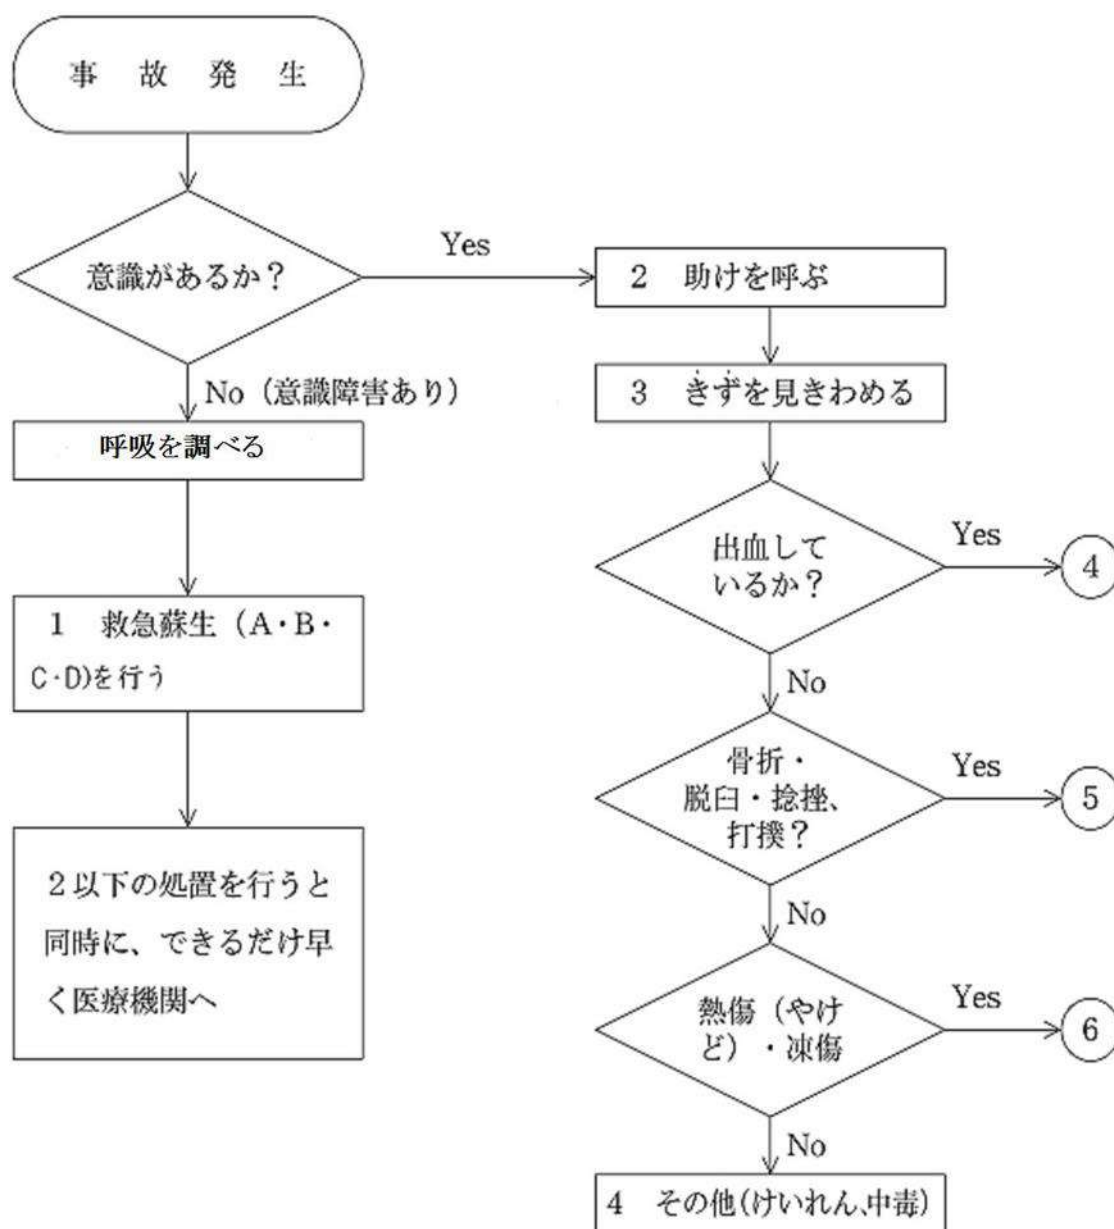 事 故 発 生
意識があるか？
Yes
No（意識障害あり）
呼吸を調べる
1 救急蘇生（A・B・
C・D)を行う
2以下の処置を行うと
同時に、できるだけ早
く医療機関へ
2 助けを呼ぶ
3 きずを見きわめる
出血して
いるか？
Yes
④
No
骨折・
脱臼・捻挫、
打撲？
Yes
⑤
No
熱傷（やけ
ど）・凍傷
Yes
⑥
No
4 その他(けいれん、中毒)